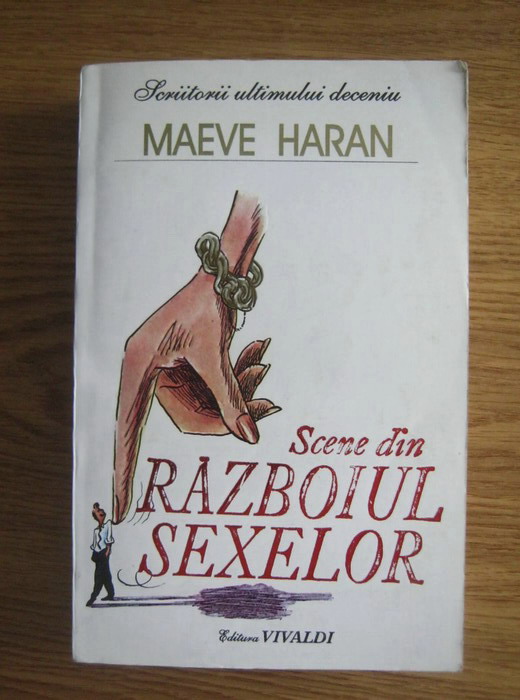 Scriitorii ultimului deceniu
MAEVE HARAN
Scene din
RĂZBOIUL
SEXELOR
Editura VIVALDI